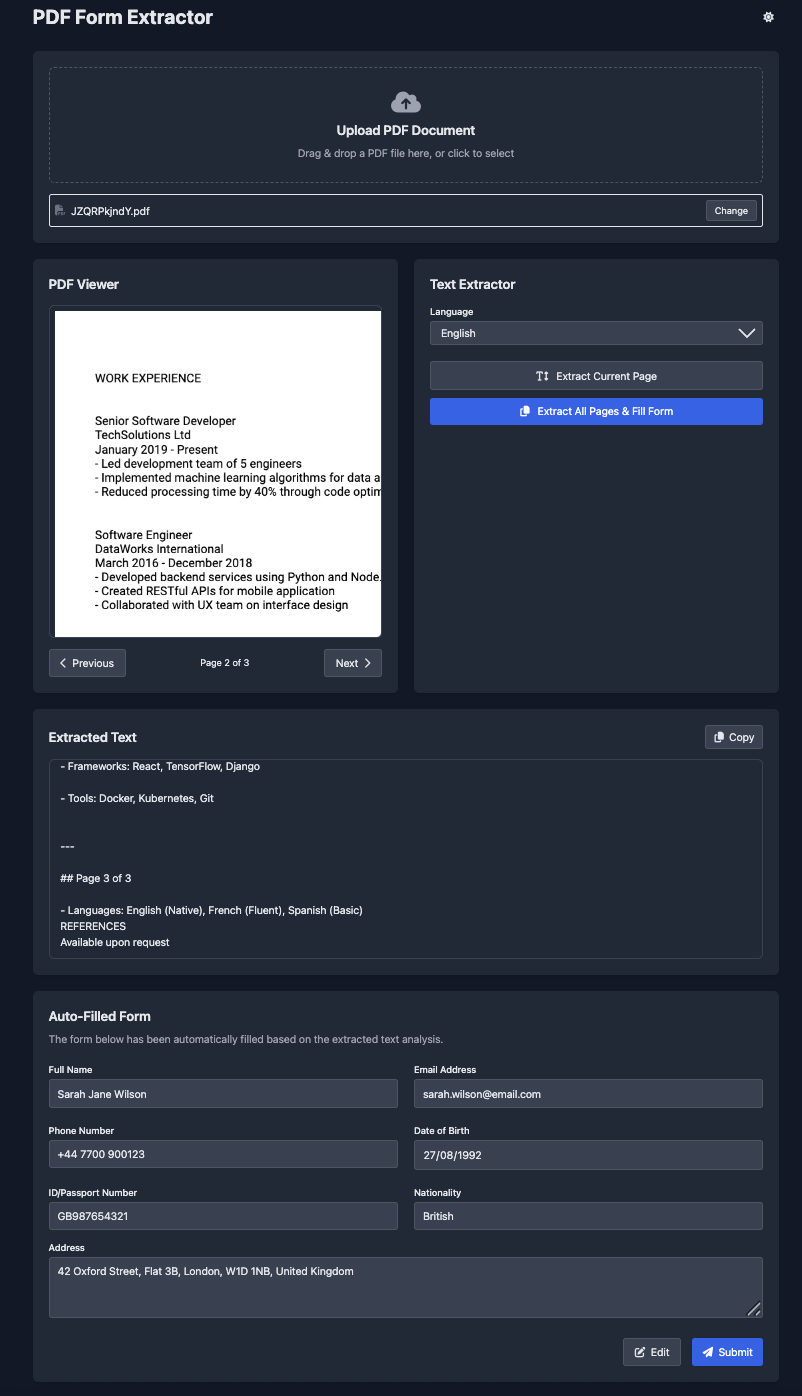 PDF Form Extractor
Upload PDF Document
Drag & drop a PDF file here, or click to select
JZQRPkjndY.pdf
Change
PDF Viewer
WORK EXPERIENCE
Senior Software Developer
TechSolutions Ltd
January 2019 - Present
- Led development team of 5 engineers
- Implemented machine learning algorithms for data a
- Reduced processing time by 40% through code optim
Software Engineer
DataWorks International
March 2016 - December 2018
- Developed backend services using Python and Node.
- Created RESTful APIs for mobile application
- Collaborated with UX team on interface design
Previous
Page 2 of 3
Next
Text Extractor
Language
English
Extract Current Page
Extract All Pages & Fill Form
Extracted Text
Copy
- Frameworks: React, TensorFlow, Django
- Tools: Docker, Kubernetes, Git
---
## Page 3 of 3
- Languages: English (Native), French (Fluent), Spanish (Basic)
REFERENCES
Available upon request
Auto-Filled Form
The form below has been automatically filled based on the extracted text analysis.
Full Name
Sarah Jane Wilson
Email Address
sarah.wilson@email.com
Phone Number
+44 7700 900123
Date of Birth
27/08/1992
ID/Passport Number
GB987654321
Nationality
British
Address
42 Oxford Street, Flat 3B, London, W1D 1NB, United Kingdom
Edit
Submit